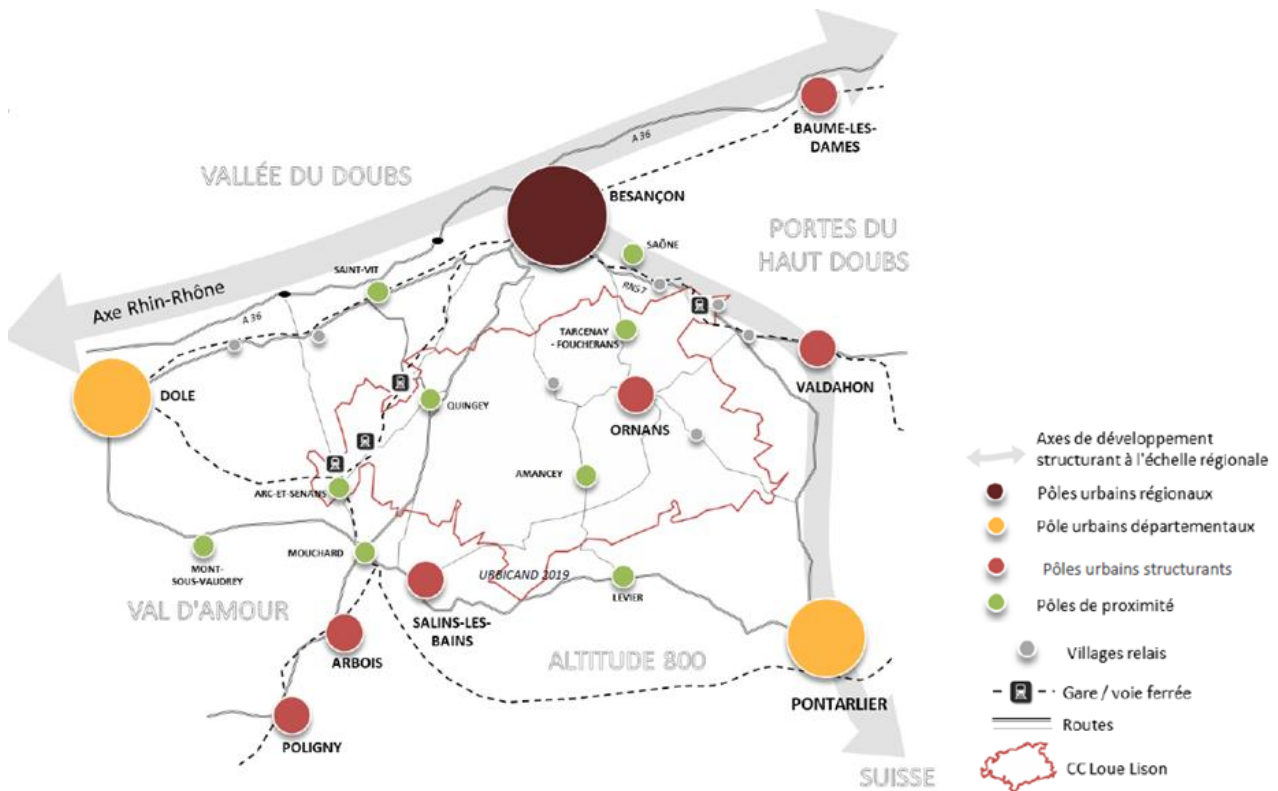 BAUME-LES-
DAMES
A 36
VALLÉE DU DOUBS
BESANÇON
PORTES DU
HAUT DOUBS
SAÔNE
SAINT-VIT
RN57
Axe Rhin-Rhône
A 36
TARCENAY
- FOUCHERANS
VALDAHON
DOLE
QUINGEY
ORNANS
AMANCEY
ARC-ET-SENANS
MOUCHARD
MONT-
SOUS-VAUDREY
URBICAND 2019
LEVIER
VAL D'AMOUR
SALINS-LES-
BAINS
ARBOIS
ALTITUDE 800
PONTARLIER
POLIGNY
SUISSE
Axes de développement
structurant à l'échelle régionale
Pôles urbains régionaux
Pôle urbains départementaux
Pôles urbains structurants
Pôles de proximité
Villages relais
Gare / voie ferrée
Routes
CC Loue Lison